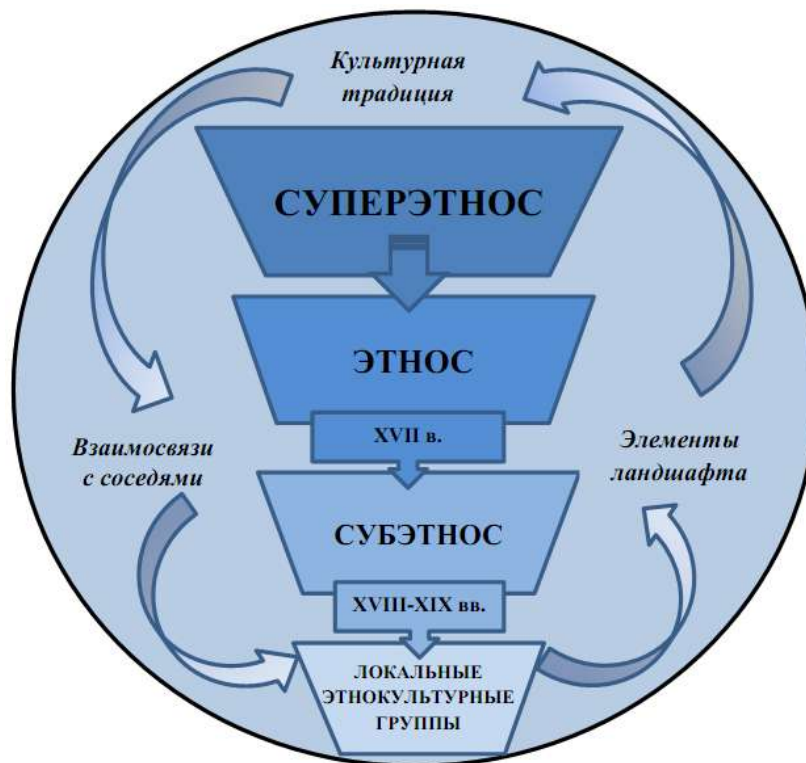 Культурная
традиция
СУПЕРЭТНОС
ЭТНОС
XVII в.
Взаимосвязи
с соседями
Элементы
ландшафта
СУБЭТНОС
XVIII-XIX вв.
ЛОКАЛЬНЫЕ
ЭТНОКУЛЬТУРНЫЕ
ГРУППЫ